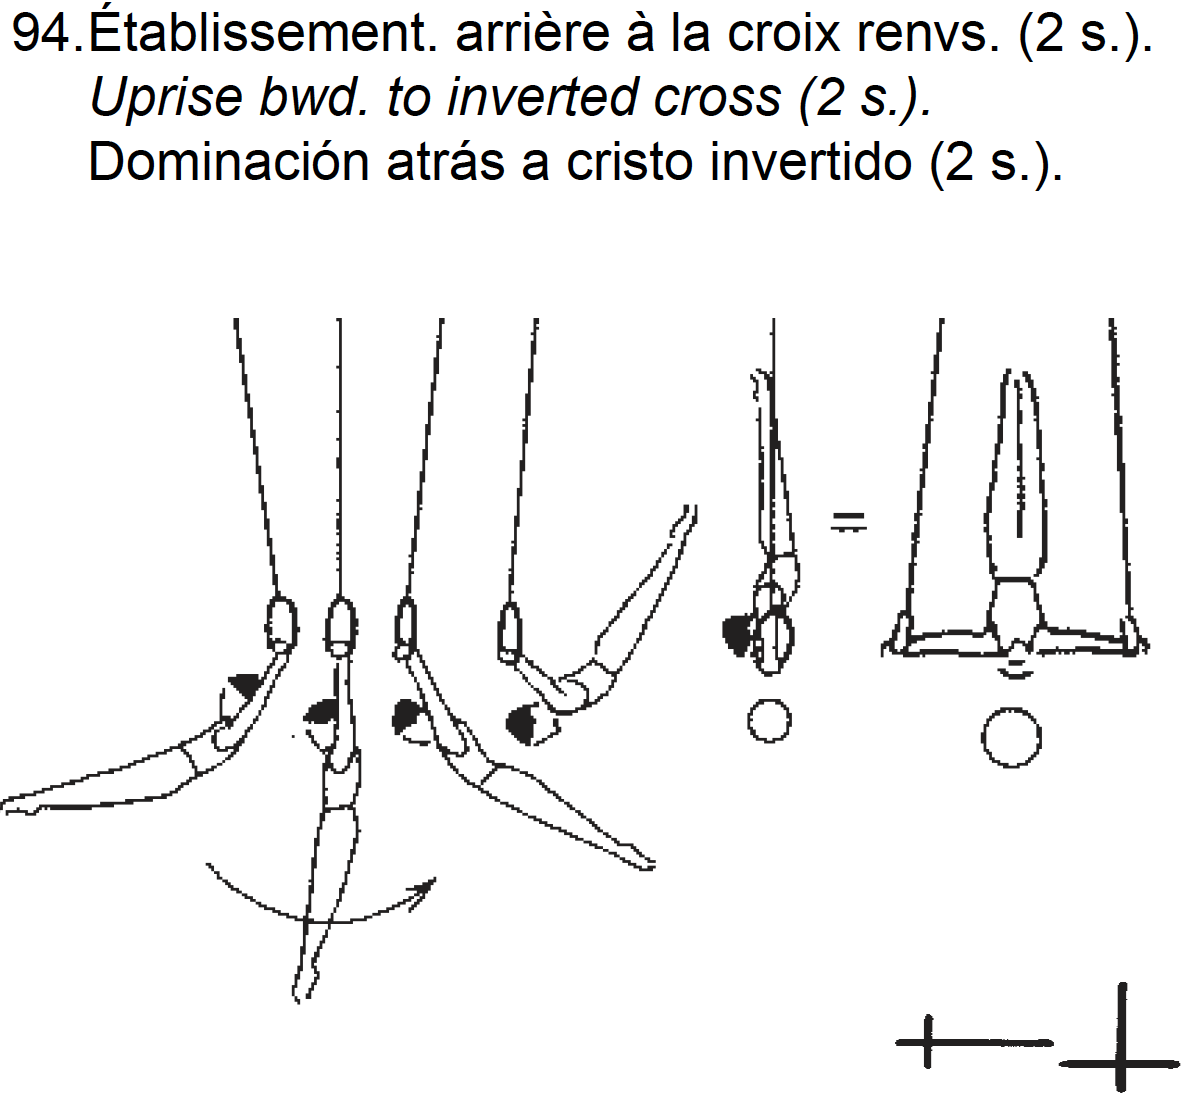 94.Établissement. arrière à la croix renvs. (2 s.).
Uprise bwd. to inverted cross (2 s.).
Dominación atrás a cristo invertido (2 s.).
=